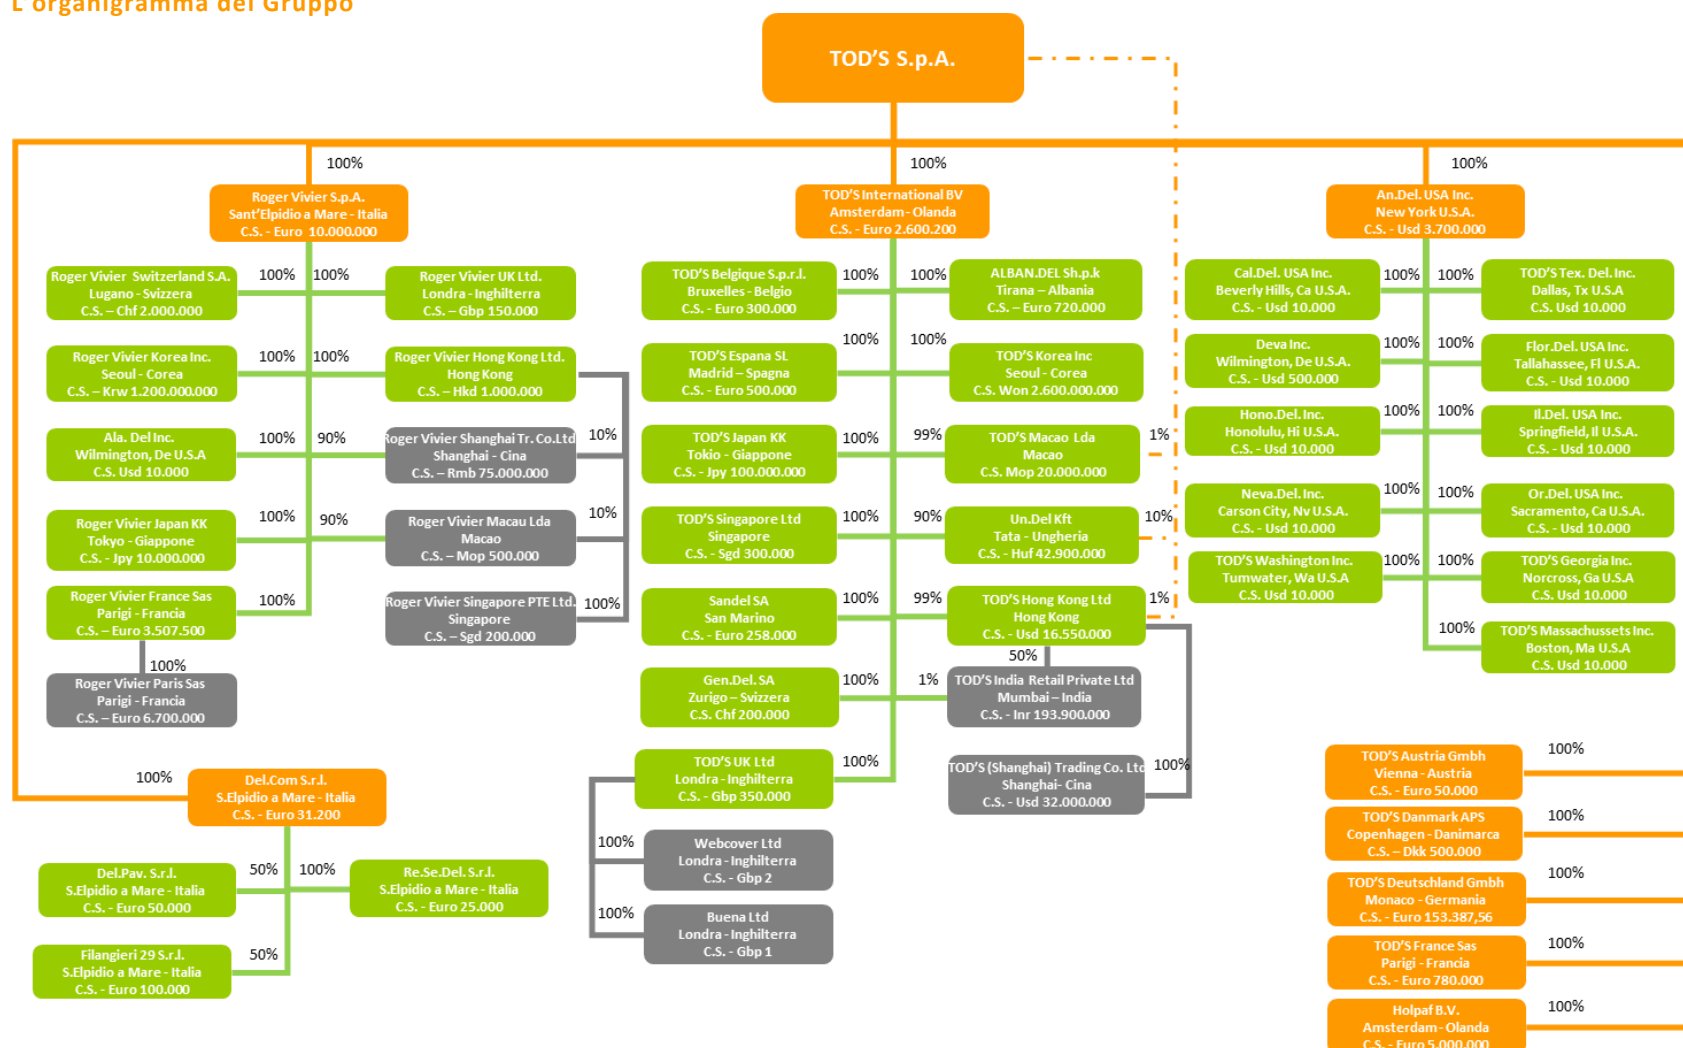 L'organigramma del Gruppo
TOD'S S.p.A.
100%
Roger Vivier S.p.A.
Sant'Elpidio a Mare - Italia
C.S. - Euro 10.000.000
100%
TOD'S International BV
Amsterdam - Olanda
C.S. - Euro 2.600.200
100%
An.Del. USA Inc.
New York U.S.A.
C.S. - Usd 3.700.000
Roger Vivier Switzerland S.A.
Lugano - Svizzera
C.S. – Chf 2.000.000
100%
100%
Roger Vivier UK Ltd.
Londra - Inghilterra
C.S. – Gbp 150.000
Roger Vivier Korea Inc.
Seoul - Corea
C.S. – Krw 1.200.000.000
100%
100%
Roger Vivier Hong Kong Ltd.
Hong Kong
C.S. – Hkd 1.000.000
Ala. Del Inc.
Wilmington, De U.S.A
C.S. Usd 10.000
100%
90%
Roger Vivier Shanghai Tr. Co.Ltd
Shanghai - Cina
C.S. – Rmb 75.000.000
10%
Roger Vivier Japan KK
Tokyo - Giappone
C.S. - Jpy 10.000.000
100%
90%
Roger Vivier Macau Lda
Macao
C.S. – Mop 500.000
10%
Roger Vivier France Sas
Parigi - Francia
C.S. – Euro 3.507.500
100%
Roger Vivier Singapore PTE Ltd.
Singapore
C.S. – Sgd 200.000
100%
100%
Roger Vivier Paris Sas
Parigi - Francia
C.S. – Euro 6.700.000
TOD'S Belgique S.p.r.l.
Bruxelles - Belgio
C.S. - Euro 300.000
100%
100%
ALBAN.DEL Sh.p.k
Tirana – Albania
C.S. – Euro 720.000
TOD'S Espana SL
Madrid – Spagna
C.S. - Euro 500.000
100%
100%
TOD'S Korea Inc
Seoul - Corea
C.S. Won 2.600.000.000
TOD'S Japan KK
Tokio - Giappone
C.S. - Jpy 100.000.000
100%
99%
TOD'S Macao Lda
Macao
C.S. Mop 20.000.000
1%
TOD'S Singapore Ltd
Singapore
C.S. - Sgd 300.000
100%
90%
Un.Del Kft
Tata - Ungheria
C.S. - Huf 42.900.000
10%
Sandel SA
San Marino
C.S. - Euro 258.000
100%
99%
TOD'S Hong Kong Ltd
Hong Kong
C.S. - Usd 16.550.000
1%
50%
Gen.Del. SA
Zurigo – Svizzera
C.S. Chf 200.000
100%
1%
TOD'S India Retail Private Ltd
Mumbai – India
C.S. - Inr 193.900.000
TOD'S UK Ltd
Londra - Inghilterra
C.S. - Gbp 350.000
100%
TOD'S (Shanghai) Trading Co. Ltd
Shanghai- Cina
C.S. - Usd 32.000.000
100%
100%
Webcover Ltd
Londra - Inghilterra
C.S. - Gbp 2
100%
Buena Ltd
Londra - Inghilterra
C.S. - Gbp 1
Cal.Del. USA Inc.
Beverly Hills, Ca U.S.A.
C.S. - Usd 10.000
100%
100%
TOD'S Tex. Del. Inc.
Dallas, Tx U.S.A
C.S. Usd 10.000
Deva Inc.
Wilmington, De U.S.A.
C.S. - Usd 500.000
100%
100%
Flor.Del. USA Inc.
Tallahassee, Fl U.S.A.
C.S. - Usd 10.000
Hono.Del. Inc.
Honolulu, Hi U.S.A.
C.S. - Usd 10.000
100%
100%
Il.Del. USA Inc.
Springfield, Il U.S.A.
C.S. - Usd 10.000
Neva.Del. Inc.
Carson City, Nv U.S.A.
C.S. - Usd 10.000
100%
100%
Or.Del. USA Inc.
Sacramento, Ca U.S.A.
C.S. - Usd 10.000
TOD'S Washington Inc.
Tumwater, Wa U.S.A
C.S. Usd 10.000
100%
100%
TOD'S Georgia Inc.
Norcross, Ga U.S.A
C.S. Usd 10.000
100%
TOD'S Massachussets Inc.
Boston, Ma U.S.A
C.S. Usd 10.000
100%
Del.Com S.r.l.
S.Elpidio a Mare - Italia
C.S. - Euro 31.200
Del.Pav. S.r.l.
S.Elpidio a Mare - Italia
C.S. - Euro 50.000
50%
100%
Re.Se.Del. S.r.l.
S.Elpidio a Mare - Italia
C.S. - Euro 25.000
Filangieri 29 S.r.l.
S.Elpidio a Mare - Italia
C.S. - Euro 100.000
50%
TOD'S Austria Gmbh
Vienna - Austria
C.S. - Euro 50.000
100%
TOD'S Danmark APS
Copenhagen - Danimarca
C.S. – Dkk 500.000
100%
TOD'S Deutschland Gmbh
Monaco - Germania
C.S. - Euro 153.387,56
100%
TOD'S France Sas
Parigi - Francia
C.S. - Euro 780.000
100%
Holpaf B.V.
Amsterdam - Olanda
C.S. - Euro 5.000.000
100%